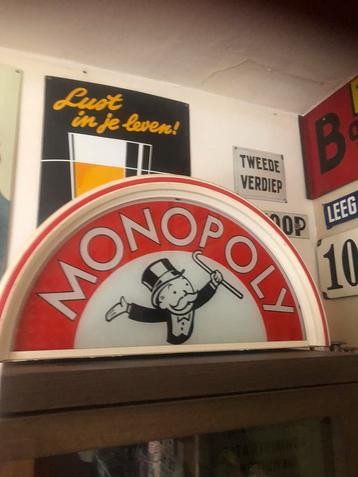 Lust
in je leven!
TWEEDE
VERDIEP
B
LEEG
OOP
10
MONOPOLY